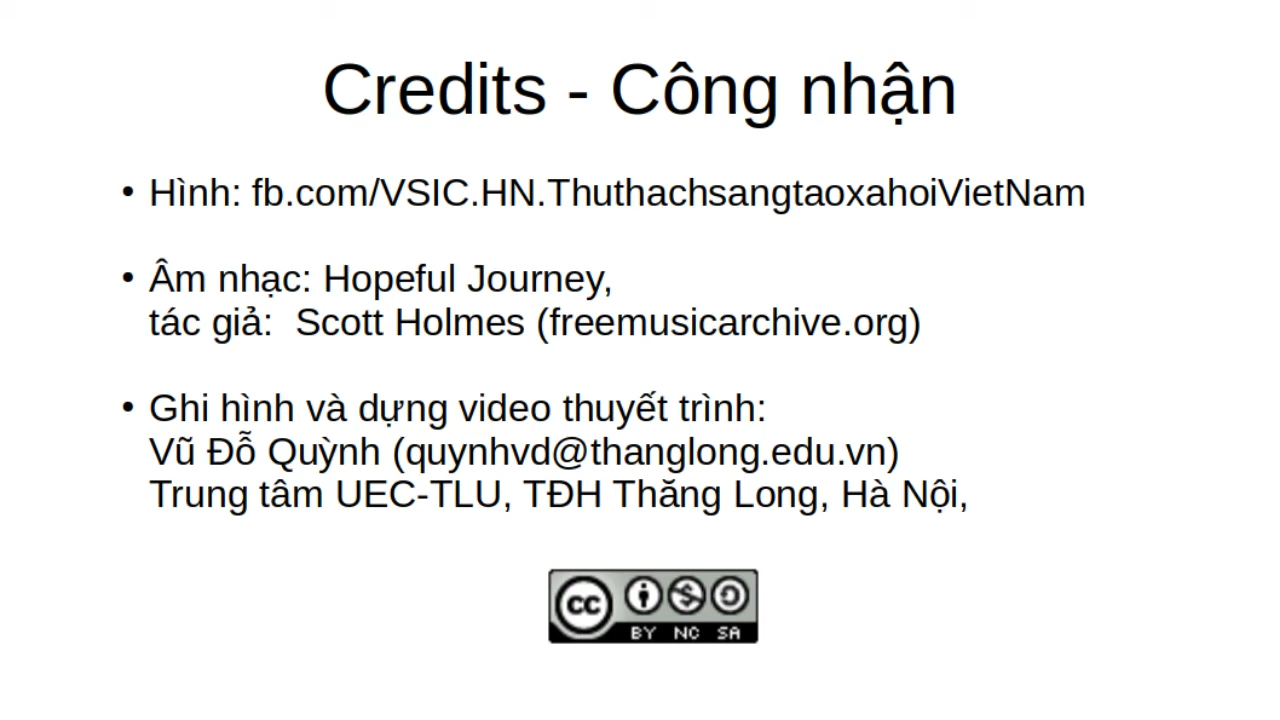 Credits - Công nhận
• Hình: fb.com/VSIC.HN.ThuthachsangtaoxahoiVietNam
• Âm nhạc: Hopeful Journey,
tác giả:  Scott Holmes (freemusicarchive.org)
• Ghi hình và dựng video thuyết trình:
Vũ Đỗ Quỳnh (quynhvd@thanglong.edu.vn)
Trung tâm UEC-TLU, TĐH Thăng Long, Hà Nội,
cc
BY NC SA